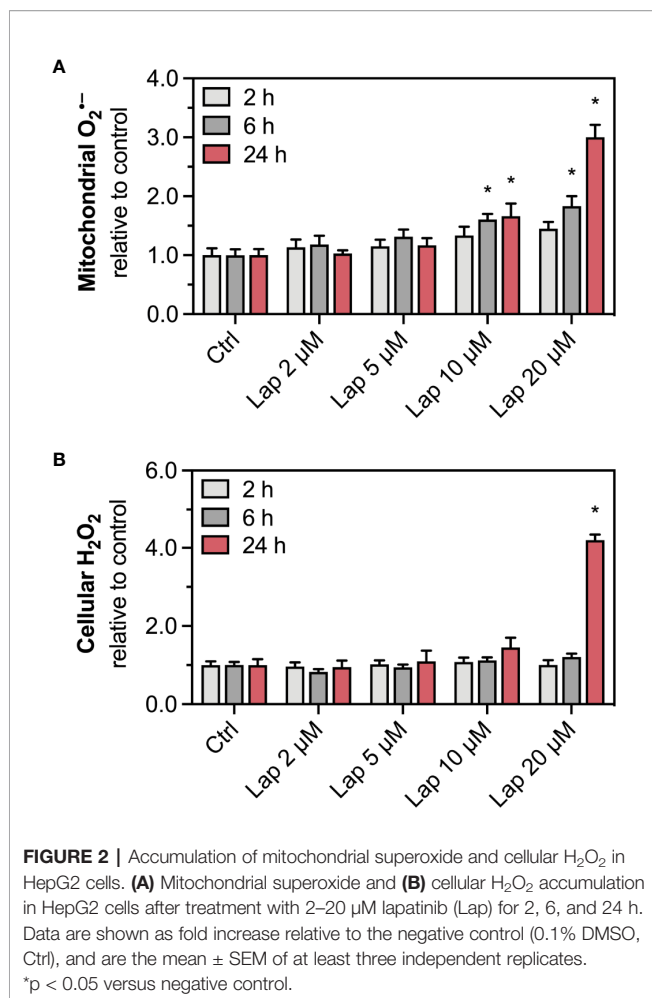 A
Mitochondrial O₂•−
relative to control
4.0
3.0
2.0
1.0
0.0
2 h
6 h
24 h
*
*
*
*
Ctrl
Lap 2 µM
Lap 5 µM
Lap 10 µM
Lap 20 µM
B
Cellular H₂O₂
relative to control
6.0
4.0
2.0
0.0
2 h
6 h
24 h
*
Ctrl
Lap 2 µM
Lap 5 µM
Lap 10 µM
Lap 20 µM
FIGURE 2 | Accumulation of mitochondrial superoxide and cellular H₂O₂ in
HepG2 cells. (A) Mitochondrial superoxide and (B) cellular H₂O₂ accumulation
in HepG2 cells after treatment with 2–20 µM lapatinib (Lap) for 2, 6, and 24 h.
Data are shown as fold increase relative to the negative control (0.1% DMSO,
Ctrl), and are the mean ± SEM of at least three independent replicates.
*p < 0.05 versus negative control.